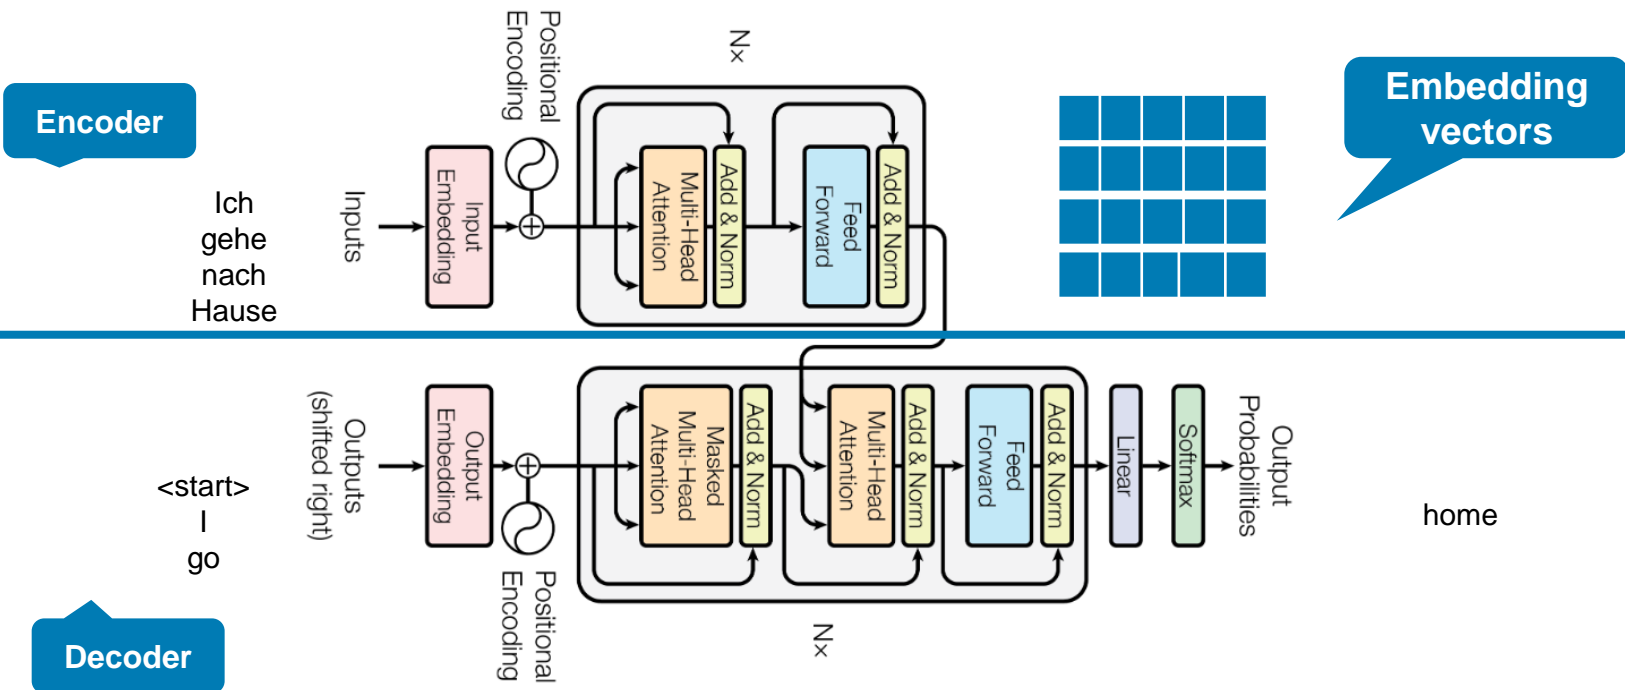 Encoder
Ich
gehe
nach
Hause
Inputs
Input
Embedding
Positional
Encoding
Nx
Multi-Head
Attention
Add & Norm
Feed
Forward
Add & Norm
Embedding
vectors
<start>
I
go
Decoder
Outputs
(shifted right)
Output
Embedding
Positional
Encoding
Masked
Multi-Head
Attention
Add & Norm
Multi-Head
Attention
Add & Norm
Feed
Forward
Add & Norm
Nx
Linear
Softmax
Output
Probabilities
home